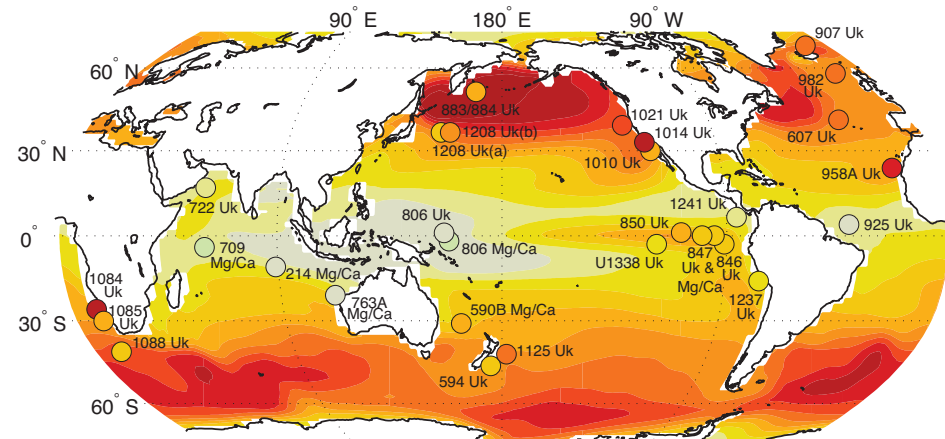 90° E
180° E
90° W
907 Uk
60° N
982
Uk
883/884 Uk
1021 Uk
1208 Uk(b)
1014 Uk
607 Uk
1208 Uk(a)
30° N
1010 Uk
958A Uk
722 Uk
1241 Uk
806 Uk
850 Uk
925 Uk
0°
709
Mg/Ca
806 Mg/Ca
847
Uk &
Mg/Ca
846
Uk
U1338 Uk
214 Mg/Ca
1084
Uk
763A
Mg/Ca
1237
Uk
1085
Uk
590B Mg/Ca
30° S
1088 Uk
1125 Uk
594 Uk
60° S